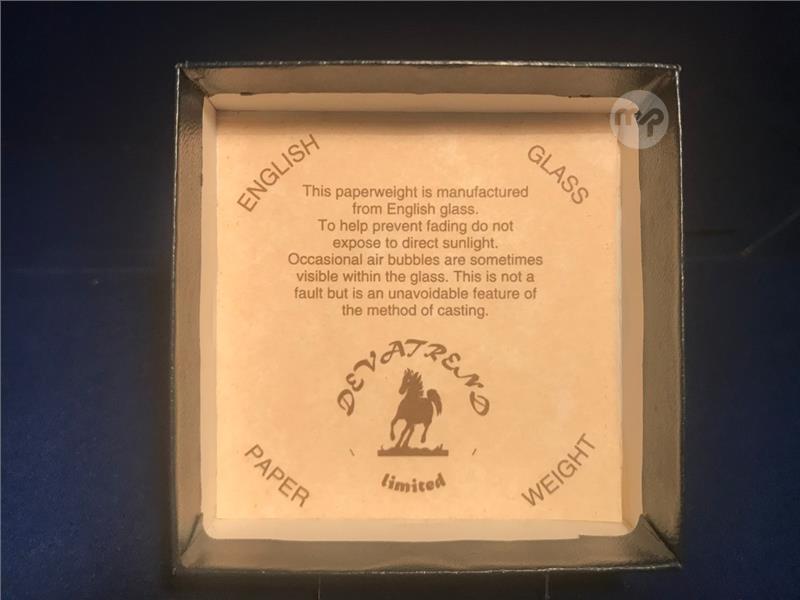 ENGLISH
GLASS
This paperweight is manufactured
from English glass.
To help prevent fading do not
expose to direct sunlight.
Occasional air bubbles are sometimes
visible within the glass. This is not a
fault but is an unavoidable feature of
the method of casting.
DEVATREND
limited
PAPER
WEIGHT